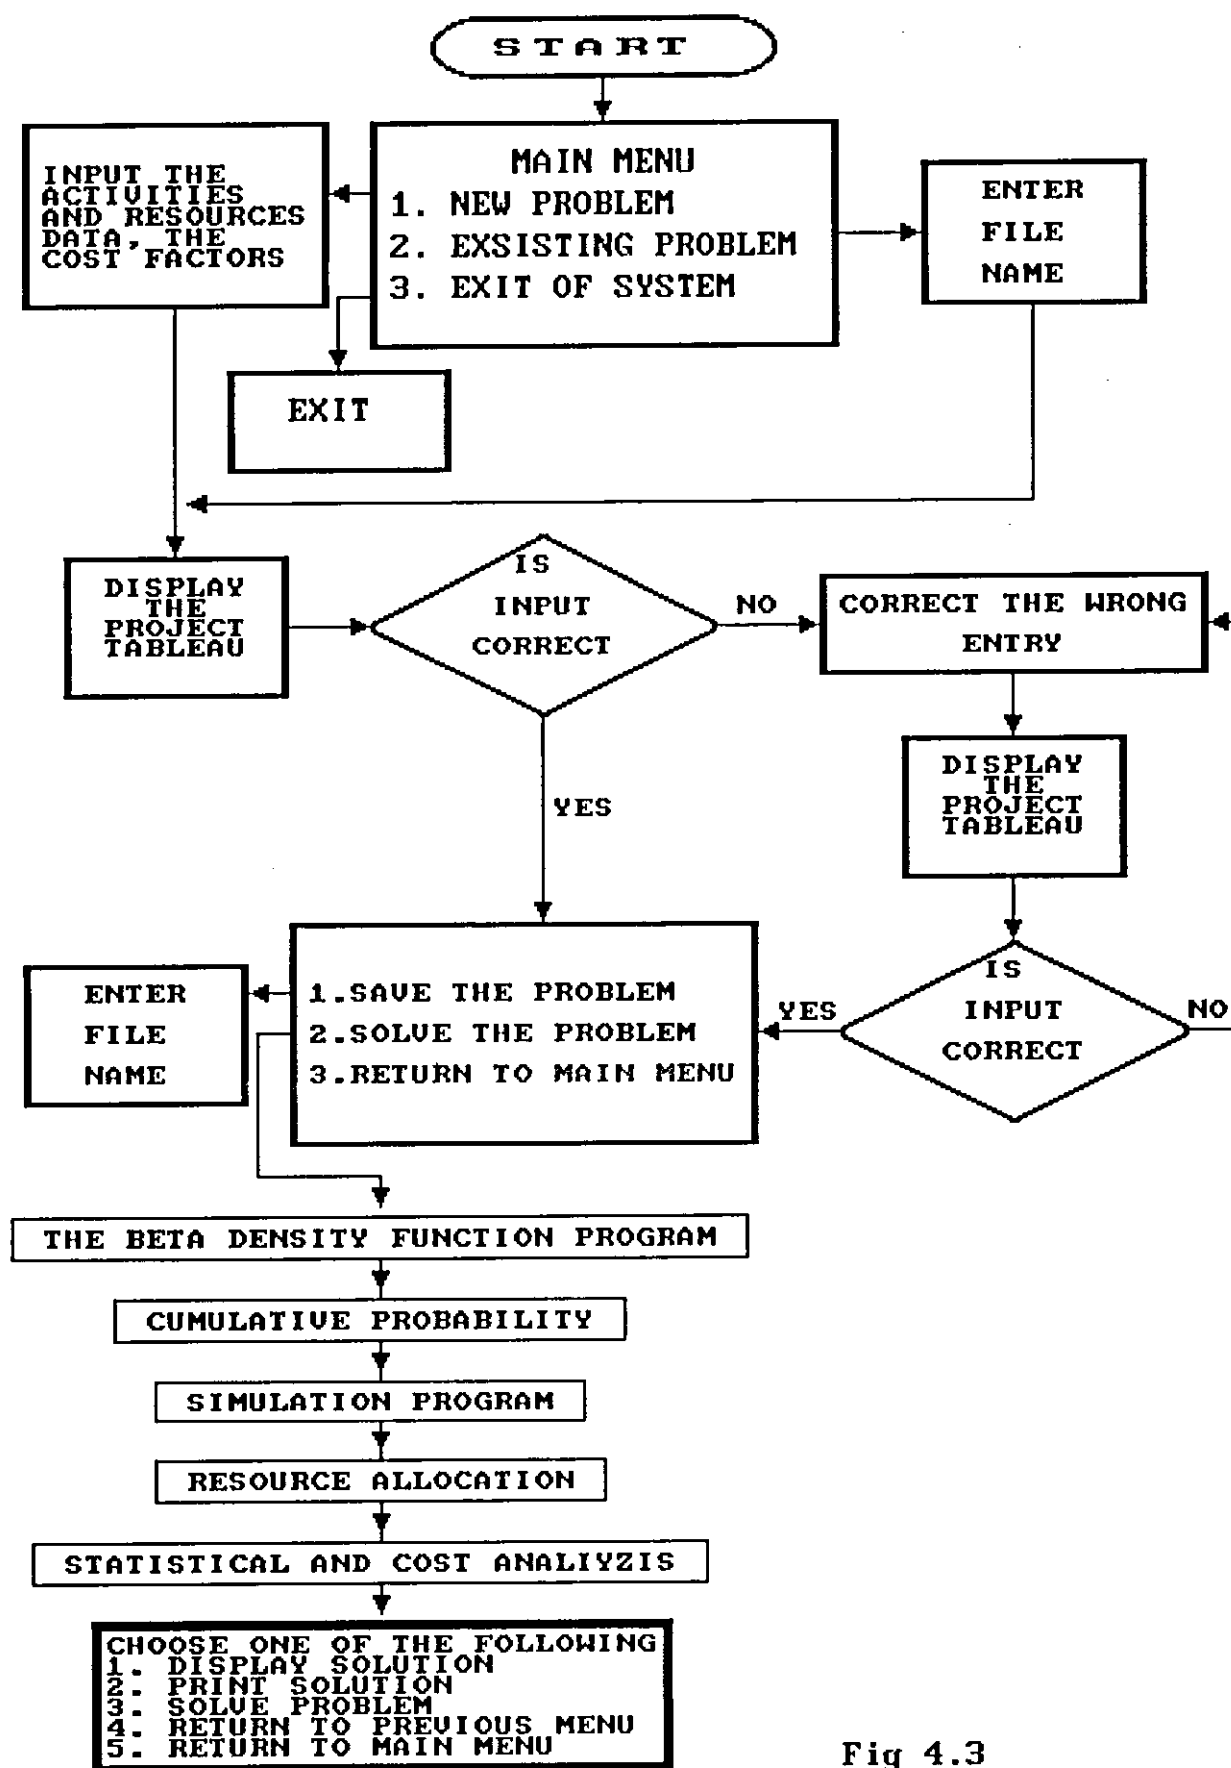 START
MAIN MENU
1. NEW PROBLEM
2. EXSISTING PROBLEM
3. EXIT OF SYSTEM
INPUT THE
ACTIVITIES
AND RESOURCES
DATA, THE
COST FACTORS
ENTER
FILE
NAME
EXIT
DISPLAY
THE
PROJECT
TABLEAU
IS
INPUT
CORRECT
NO
CORRECT THE WRONG
ENTRY
YES
DISPLAY
THE
PROJECT
TABLEAU
IS
INPUT
CORRECT
NO
YES
1.SAVE THE PROBLEM
2.SOLVE THE PROBLEM
3.RETURN TO MAIN MENU
ENTER
FILE
NAME
THE BETA DENSITY FUNCTION PROGRAM
CUMULATIVE PROBABILITY
SIMULATION PROGRAM
RESOURCE ALLOCATION
STATISTICAL AND COST ANALIYZIS
CHOOSE ONE OF THE FOLLOWING
1. DISPLAY SOLUTION
2. PRINT SOLUTION
3. SOLVE PROBLEM
4. RETURN TO PREVIOUS MENU
5. RETURN TO MAIN MENU
Fig 4.3